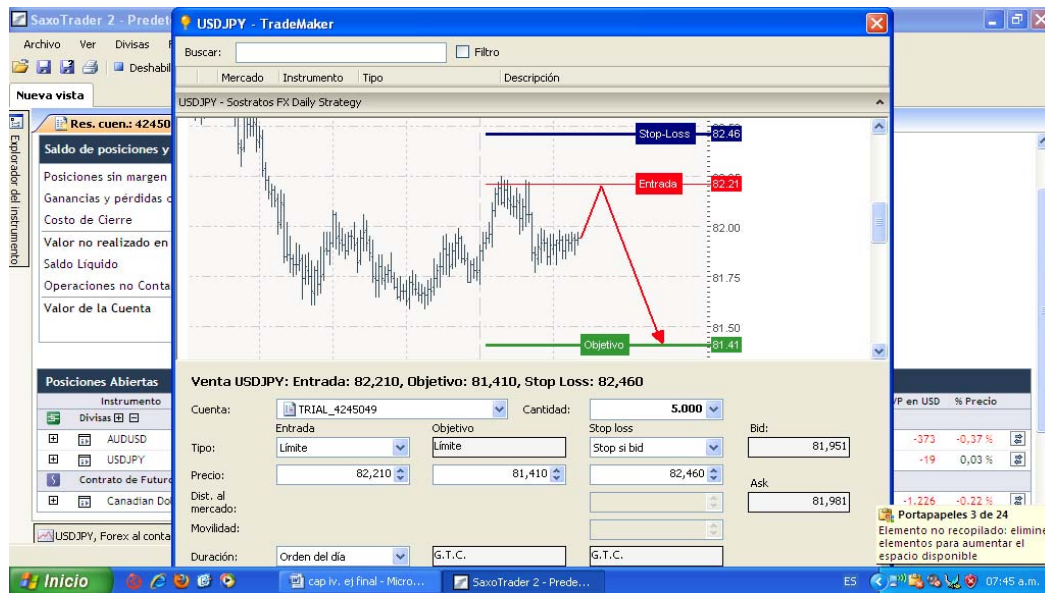 SaxoTrader 2 - Predet
USDJPY - TradeMaker
Archivo Ver Divisas
Buscar: Filtro
Deshabil
Mercado Instrumento Tipo Descripción
Nueva vista
USDJPY - Sostratos FX Daily Strategy
Explorador del instrumento
Res. cuen.: 42450
Saldo de posiciones y
Posiciones sin margen
Ganancias y pérdidas
Costo de Cierre
Valor no realizado en
Saldo Líquido
Operaciones no Conta
Valor de la Cuenta
Stop-Loss 82.46
Entrada 82.21
82.00
81.75
81.50
Objetivo 81.41
Venta USDJPY: Entrada: 82,210, Objetivo: 81,410, Stop Loss: 82,460
Cuenta: TRIAL_4245049 Cantidad: 5.000
Entrada Objetivo Stop loss Bid:
Tipo: Límite Límite Stop si bid 81,951
Precio: 82,210 81,410 82,460
Ask
Dist. al mercado: 81,981
Movilidad:
Duración: Orden del día G.T.C. G.T.C.
Posiciones Abiertas
Instrumento
/P en USD % Precio
Divisas
AUDUSD -373 -0,37 %
USDJPY -19 0,03 %
Contrato de Futuro
Canadian Dol -1.226 -0.22 %
USDJPY, Forex al conta
Portapapeles 3 de 24
Elemento no recopilado: elimine
elementos para aumentar el
espacio disponible
Inicio cap iv, ej final - Micro... SaxoTrader 2 - Prede... ES 07:45 a.m.